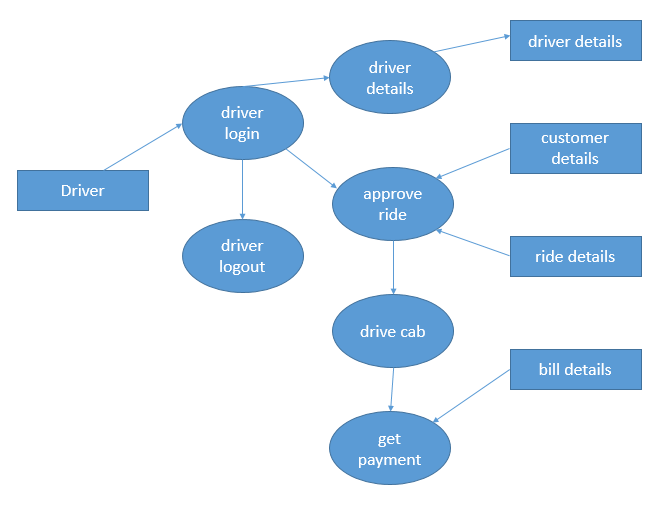 driver details
driver
details
driver
login
customer
details
Driver
approve
ride
driver
logout
ride details
drive cab
bill details
get
payment